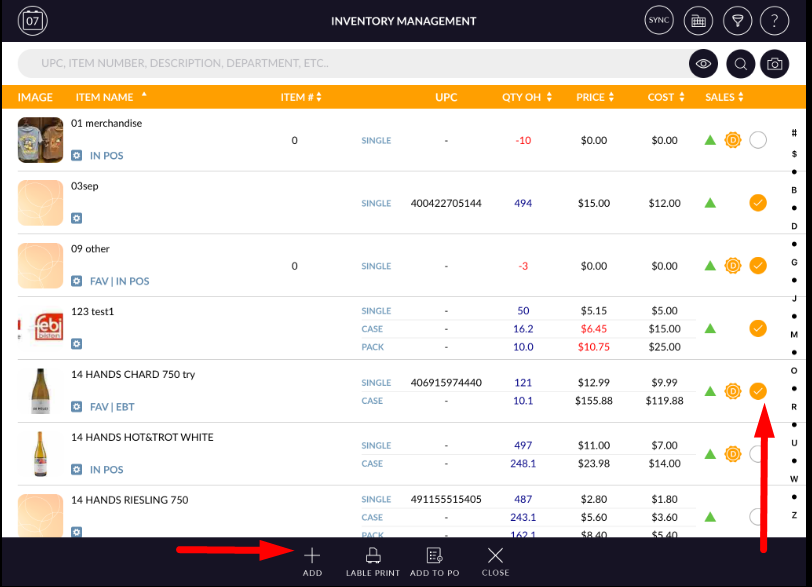 07 INVENTORY MANAGEMENT SYNC ?
UPC, ITEM NUMBER, DESCRIPTION, DEPARTMENT, ETC..
IMAGE ITEM NAME ITEM # UPC QTY OH PRICE COST SALES
01 merchandise
0 SINGLE - -10 $0.00 $0.00 D
IN POS
03sep
SINGLE 400422705144 494 $15.00 $12.00
09 other
0 SINGLE - -3 $0.00 $0.00 D
FAV | IN POS
123 test1
SINGLE - 50 $5.15 $5.00
febi
CASE - 16.2 $6.45 $15.00
PACK - 10.0 $10.75 $25.00
14 HANDS CHARD 750 try
SINGLE 406915974440 121 $12.99 $9.99 D
CASE - 10.1 $155.88 $119.88
FAV | EBT
14 HANDS HOT&TROT WHITE
SINGLE - 497 $11.00 $7.00 D
CASE - 248.1 $23.98 $14.00
IN POS
14 HANDS RIESLING 750
SINGLE 491155515405 487 $2.80 $1.80
CASE - 243.1 $5.60 $3.60
PACK - 162.1 $8.40 $5.40
#
$
B
D
G
J
M
O
R
U
W
Z
ADD LABLE PRINT ADD TO PO CLOSE